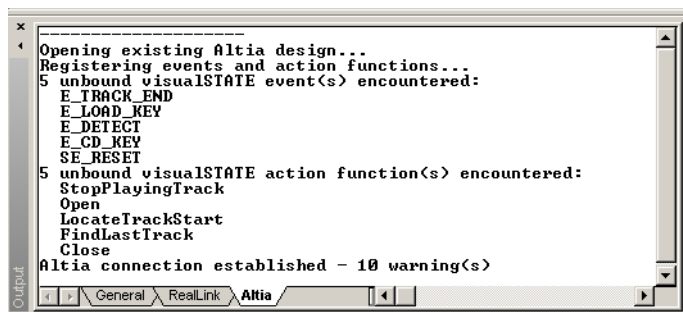 --------------------
Opening existing Altia design...
Registering events and action functions...
5 unbound visualSTATE event(s) encountered:
E_TRACK_END
E_LOAD_KEY
E_DETECT
E_CD_KEY
SE_RESET
5 unbound visualSTATE action function(s) encountered:
StopPlayingTrack
Open
LocateTrackStart
FindLastTrack
Close
Altia connection established - 10 warning(s)
Output
General RealLink Altia